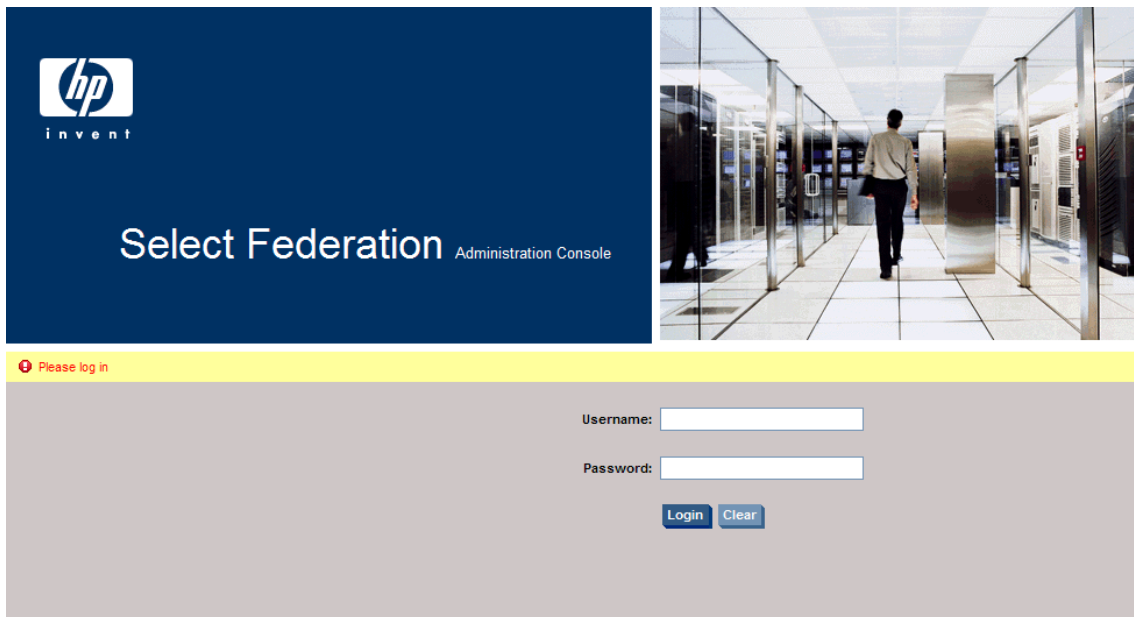 hp
invent
Select Federation Administration Console
Please log in
Username:
Password:
Login Clear